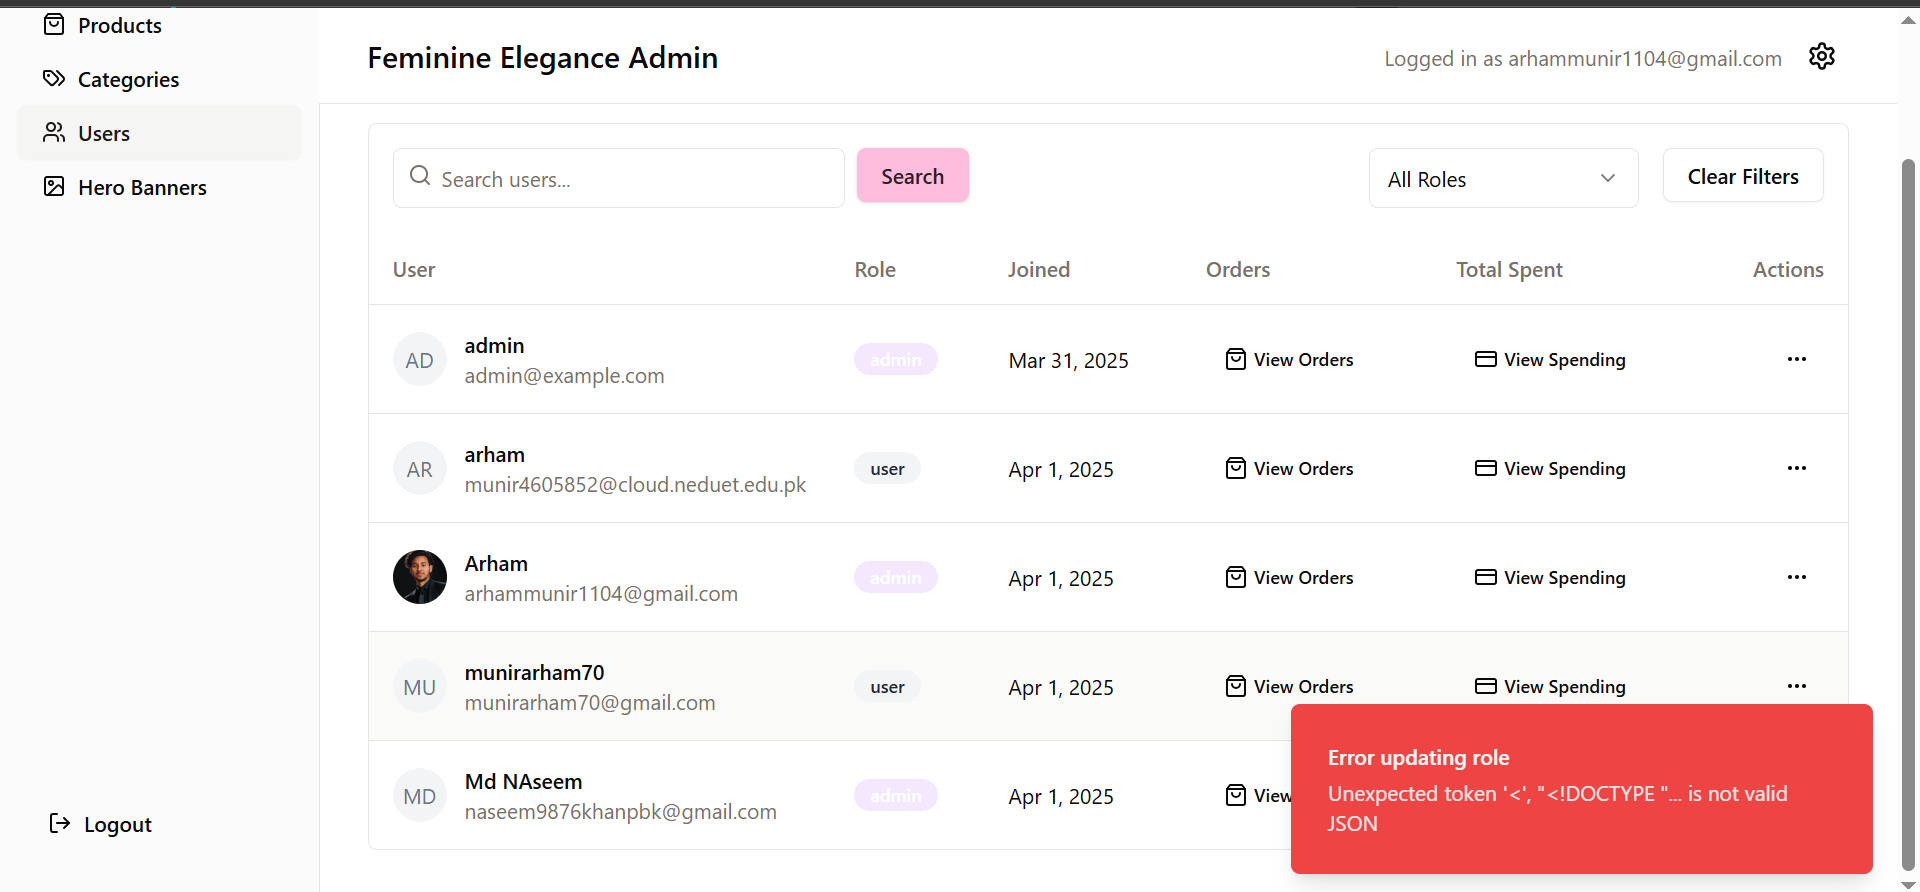 Products
Categories
Users
Hero Banners
Logout
Feminine Elegance Admin
Logged in as arhammunir1104@gmail.com
Search users...
Search
All Roles
Clear Filters
User Role Joined Orders Total Spent Actions
AD
admin
admin@example.com
admin
Mar 31, 2025
View Orders
View Spending
AR
arham
munir4605852@cloud.neduet.edu.pk
user
Apr 1, 2025
View Orders
View Spending
Arham
arhammunir1104@gmail.com
admin
Apr 1, 2025
View Orders
View Spending
MU
munirarham70
munirarham70@gmail.com
user
Apr 1, 2025
View Orders
View Spending
MD
Md NAseem
naseem9876khanpbk@gmail.com
admin
Apr 1, 2025
View
Error updating role
Unexpected token '<', "<!DOCTYPE "... is not valid
JSON